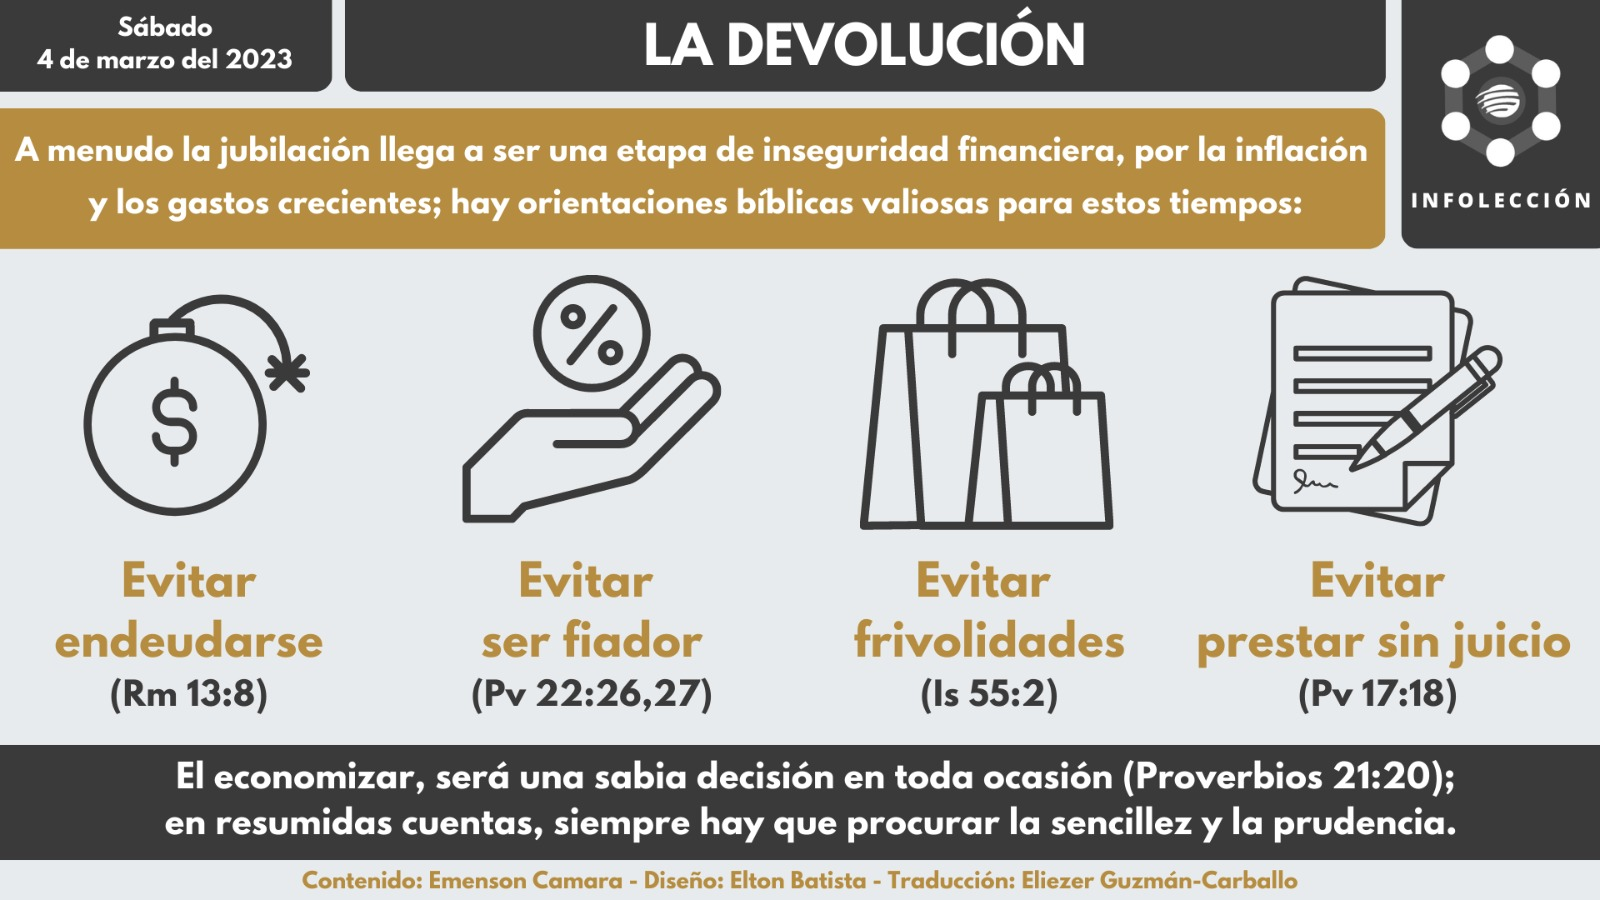 Sábado
4 de marzo del 2023
LA DEVOLUCIÓN
INFOLECCIÓN
A menudo la jubilación llega a ser una etapa de inseguridad financiera, por la inflación
y los gastos crecientes; hay orientaciones bíblicas valiosas para estos tiempos:
$
%
Evitar
endeudarse
(Rm 13:8)
Evitar
ser fiador
(Pv 22:26,27)
Evitar
frivolidades
(Is 55:2)
Evitar
prestar sin juicio
(Pv 17:18)
El economizar, será una sabia decisión en toda ocasión (Proverbios 21:20);
en resumidas cuentas, siempre hay que procurar la sencillez y la prudencia.
Contenido: Emenson Camara - Diseño: Elton Batista - Traducción: Eliezer Guzmán-Carballo